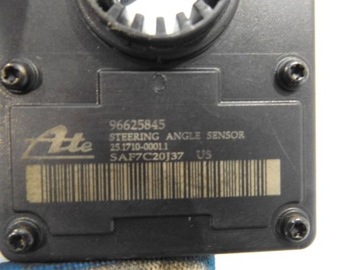 96625845
STEERING ANGLE SENSOR
Ate
25.1710-0001.1
SAF7C20J37 US